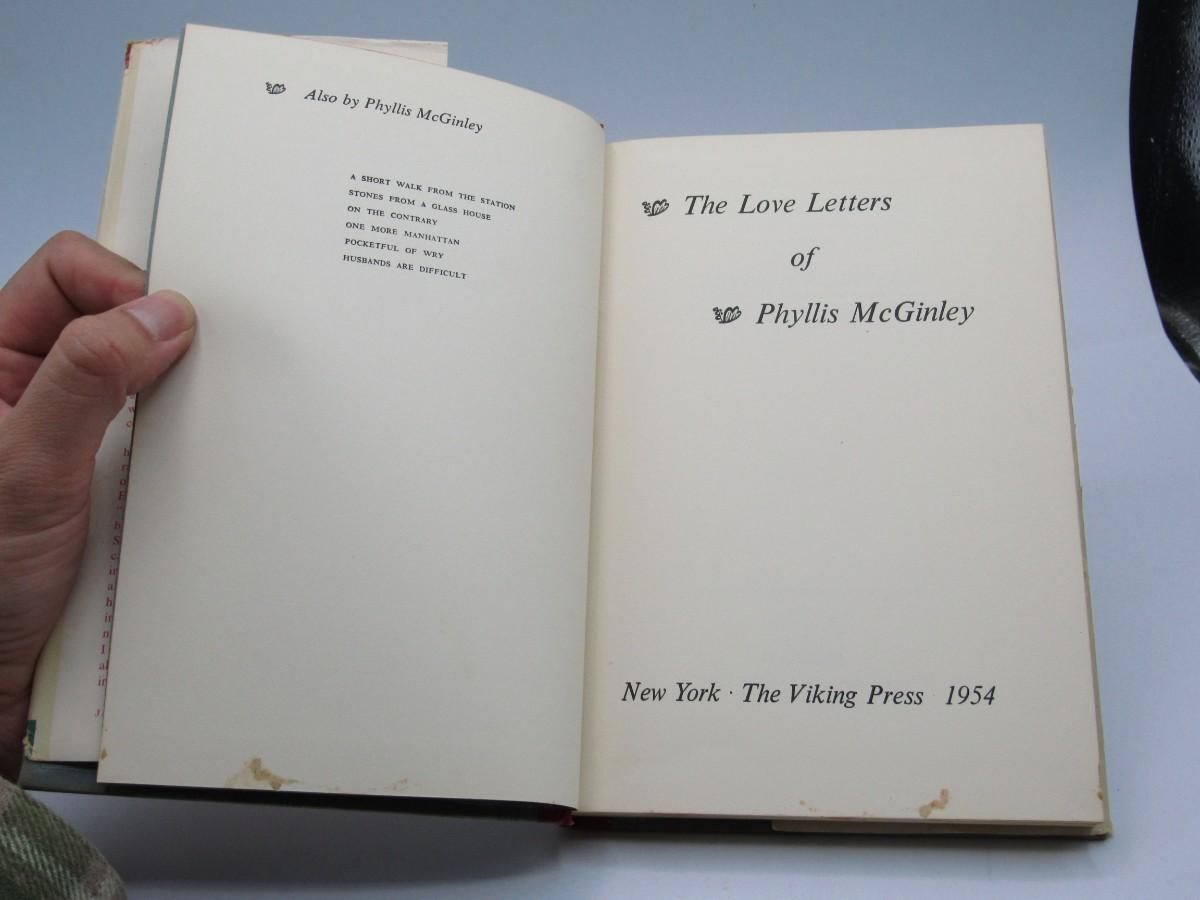 Also by Phyllis McGinley
A SHORT WALK FROM THE STATION
STONES FROM A GLASS HOUSE
ON THE CONTRARY
ONE MORE MANHATTAN
POCKETFUL OF WRY
HUSBANDS ARE DIFFICULT
The Love Letters
of
Phyllis McGinley
New York · The Viking Press · 1954